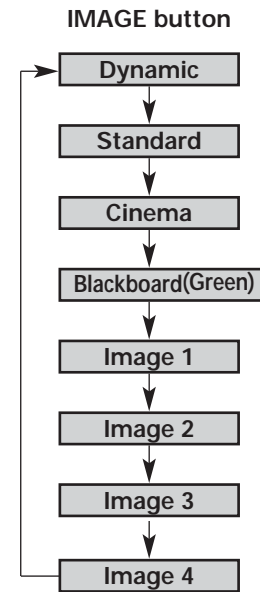 IMAGE button
Dynamic
Standard
Cinema
Blackboard(Green)
Image 1
Image 2
Image 3
Image 4